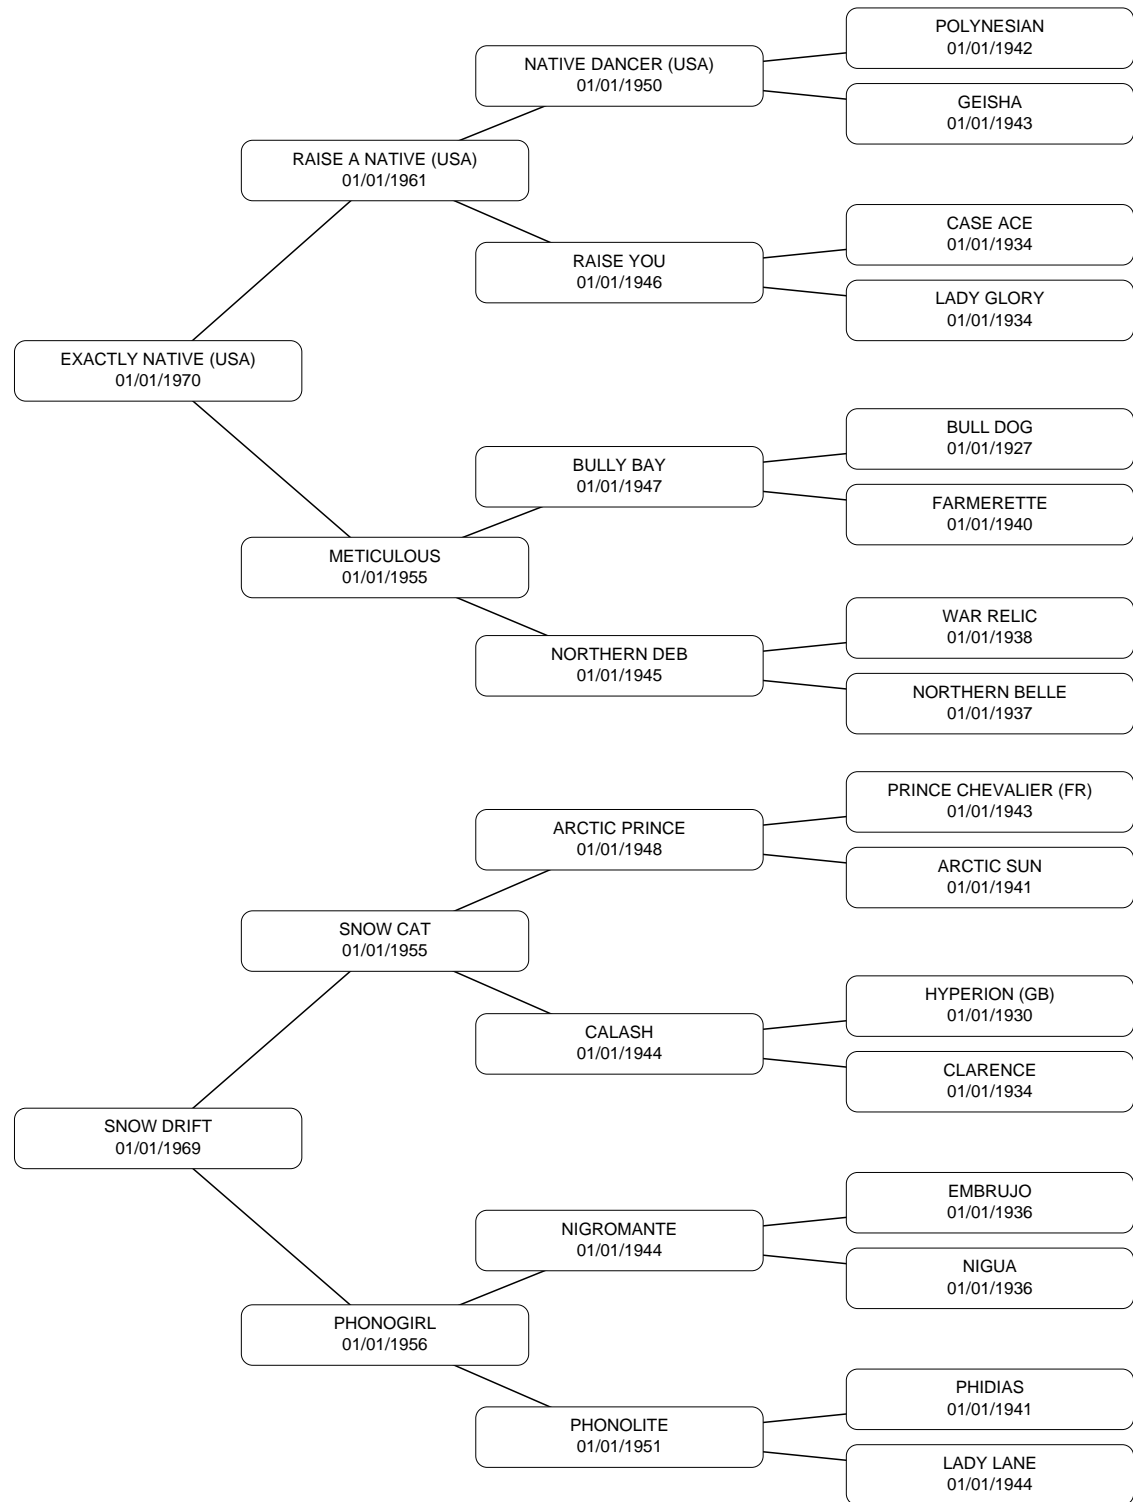 POLYNESIAN
01/01/1942
NATIVE DANCER (USA)
01/01/1950
GEISHA
01/01/1943
RAISE A NATIVE (USA)
01/01/1961
CASE ACE
01/01/1934
RAISE YOU
01/01/1946
LADY GLORY
01/01/1934
EXACTLY NATIVE (USA)
01/01/1970
BULL DOG
01/01/1927
BULLY BAY
01/01/1947
FARMERETTE
01/01/1940
METICULOUS
01/01/1955
WAR RELIC
01/01/1938
NORTHERN DEB
01/01/1945
NORTHERN BELLE
01/01/1937
PRINCE CHEVALIER (FR)
01/01/1943
ARCTIC PRINCE
01/01/1948
ARCTIC SUN
01/01/1941
SNOW CAT
01/01/1955
HYPERION (GB)
01/01/1930
CALASH
01/01/1944
CLARENCE
01/01/1934
SNOW DRIFT
01/01/1969
EMBRUJO
01/01/1936
NIGROMANTE
01/01/1944
NIGUA
01/01/1936
PHONOGIRL
01/01/1956
PHIDIAS
01/01/1941
PHONOLITE
01/01/1951
LADY LANE
01/01/1944